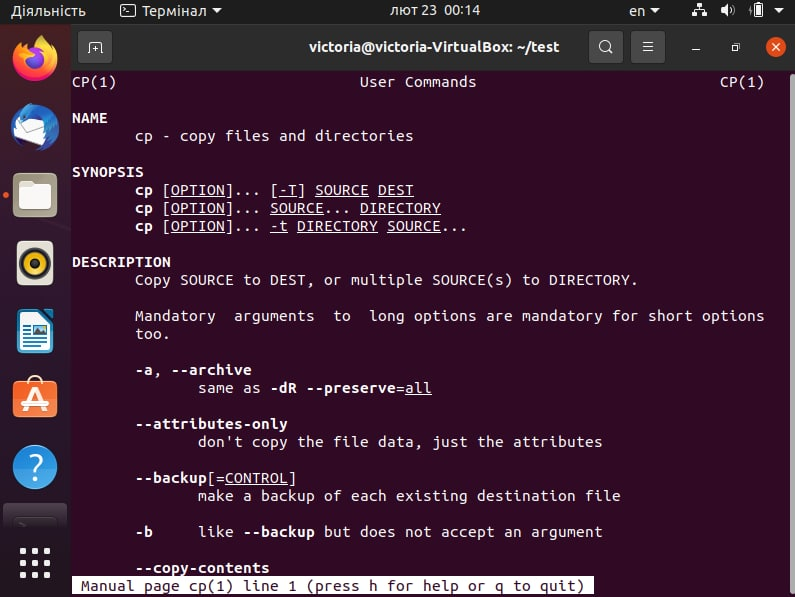 Діяльність Термінал лют 23 00:14 en
victoria@victoria-VirtualBox: ~/test
CP(1) User Commands CP(1)
NAME
cp - copy files and directories
SYNOPSIS
cp [OPTION]... [-T] SOURCE DEST
cp [OPTION]... SOURCE... DIRECTORY
cp [OPTION]... -t DIRECTORY SOURCE...
DESCRIPTION
Copy SOURCE to DEST, or multiple SOURCE(s) to DIRECTORY.
Mandatory arguments to long options are mandatory for short options
too.
-a, --archive
same as -dR --preserve=all
--attributes-only
don't copy the file data, just the attributes
--backup[=CONTROL]
make a backup of each existing destination file
-b like --backup but does not accept an argument
--copy-contents
Manual page cp(1) line 1 (press h for help or q to quit)